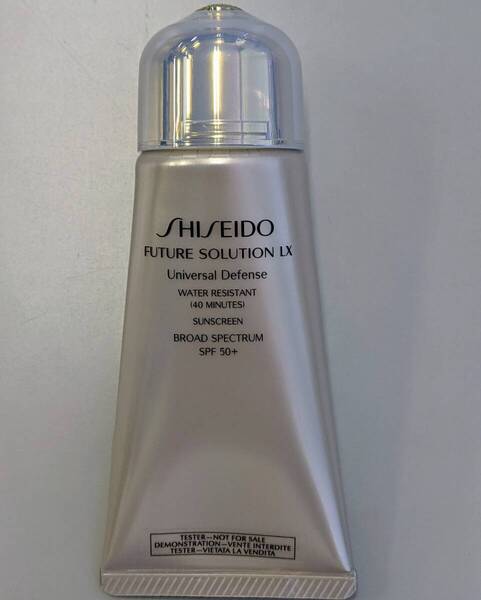 SHISEIDO
FUTURE SOLUTION LX
Universal Defense
WATER RESISTANT
(40 MINUTES)
SUNSCREEN
BROAD SPECTRUM
SPF 50+
TESTER—NOT FOR SALE
DEMONSTRATION—VENTE INTERDITE
TESTER—VIETATA LA VENDITA